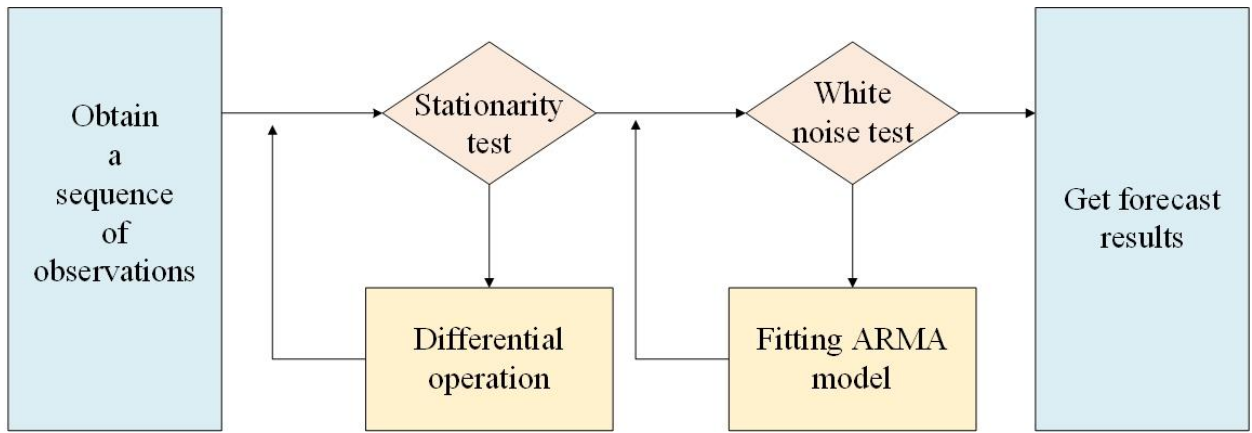 Obtain
a
sequence
of
observations
Stationarity
test
Differential
operation
White
noise test
Fitting ARMA
model
Get forecast
results